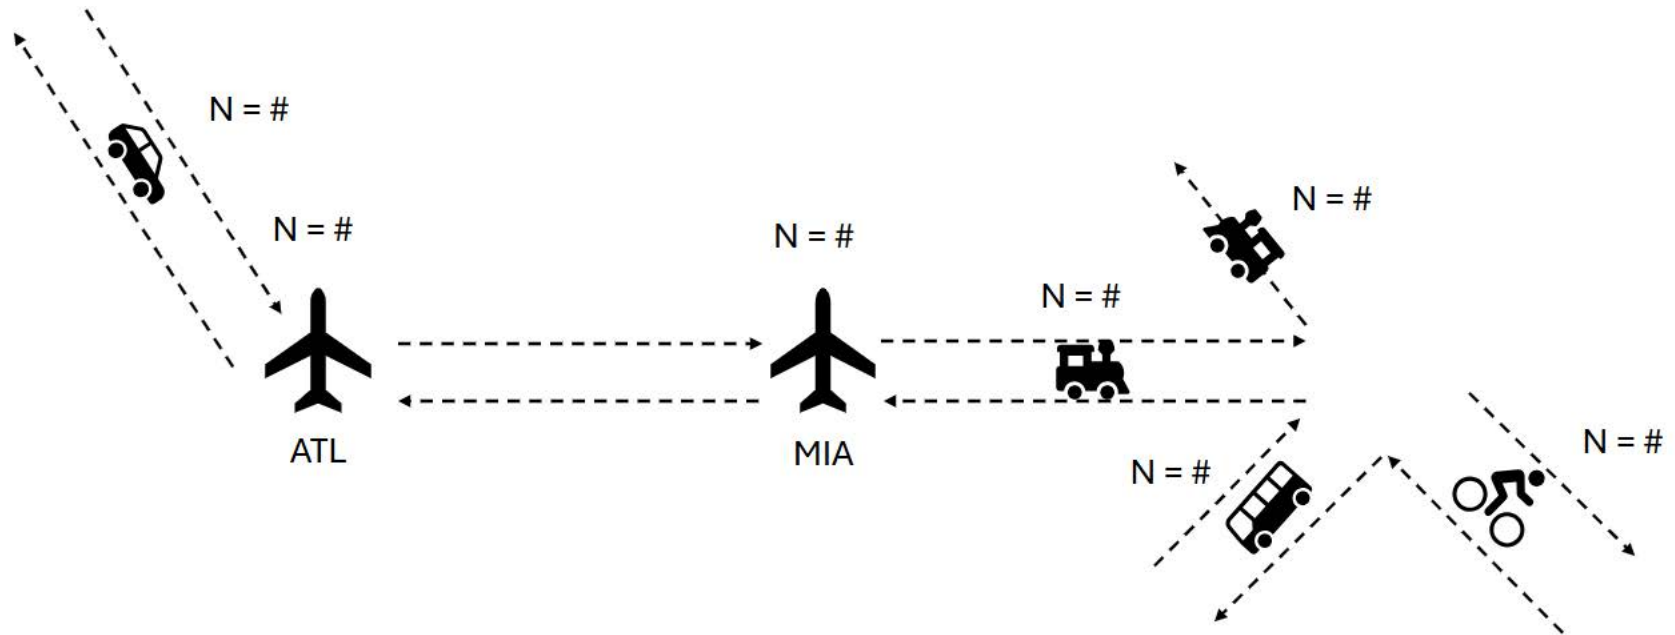 N = #
N = #
N = #
N = #
N = #
N = #
N = #
ATL
MIA